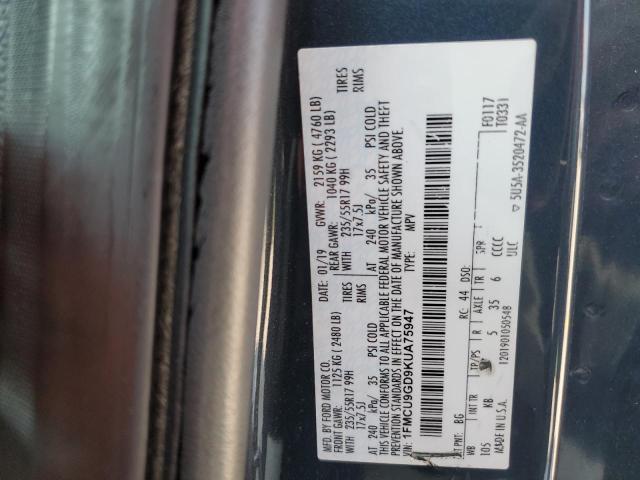 MFD. BY FORD MOTOR CO.
DATE: 01/19 GVWR: 2159 KG ( 4760 LB)
FRONT GAWR: 1125 KG ( 2480 LB) REAR GAWR: 1040 KG ( 2293 LB)
235/55R17 99H TIRES 235/55R17 99H TIRES
WITH 17x7.5J RIMS WITH 17x7.5J RIMS
AT 240 kPa/ 35 PSI COLD AT 240 kPa/ 35 PSI COLD
THIS VEHICLE CONFORMS TO ALL APPLICABLE FEDERAL MOTOR VEHICLE SAFETY AND THEFT
PREVENTION STANDARDS IN EFFECT ON THE DATE OF MANUFACTURE SHOWN ABOVE.
VIN: 1FMCU9GD9KUA75947 TYPE: MPV
EXT PNT: BG RC: 44 DSO: F0117
T0331
WB INT TR TP/PS R AXLE TR SPR
105 KB 5 35 6 CCCC
ULC
MADE IN U.S.A. 1201901050548 5U5A-3520472-AA